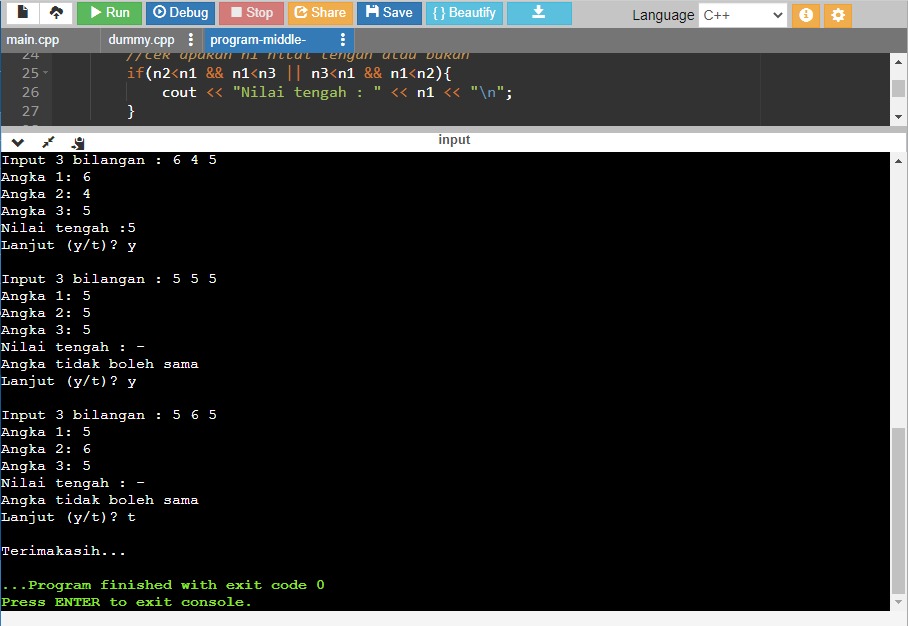 Run Debug Stop Share Save { } Beautify Language C++
main.cpp dummy.cpp program-middle-
24 //cek apakah n1 nilai tengah atau bukan
25 if(n2<n1 && n1<n3 || n3<n1 && n1<n2){
26 cout << "Nilai tengah : " << n1 << "\n";
27 }
input
Input 3 bilangan : 6 4 5
Angka 1: 6
Angka 2: 4
Angka 3: 5
Nilai tengah :5
Lanjut (y/t)? y
Input 3 bilangan : 5 5 5
Angka 1: 5
Angka 2: 5
Angka 3: 5
Nilai tengah : -
Angka tidak boleh sama
Lanjut (y/t)? y
Input 3 bilangan : 5 6 5
Angka 1: 5
Angka 2: 6
Angka 3: 5
Nilai tengah : -
Angka tidak boleh sama
Lanjut (y/t)? t
Terimakasih...
...Program finished with exit code 0
Press ENTER to exit console.